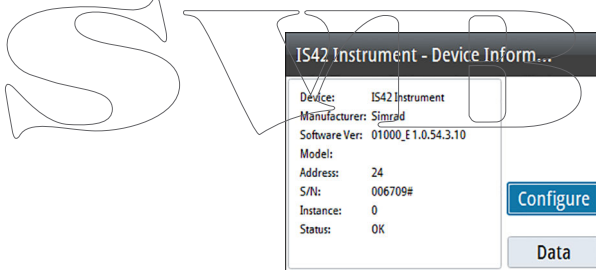 SVB
IS42 Instrument - Device Inform...
Device: IS42 Instrument
Manufacturer: Simrad
Software Ver: 01000_E 1.0.54.3.10
Model:
Address: 24
S/N: 006709#
Instance: 0
Status: OK
Configure
Data